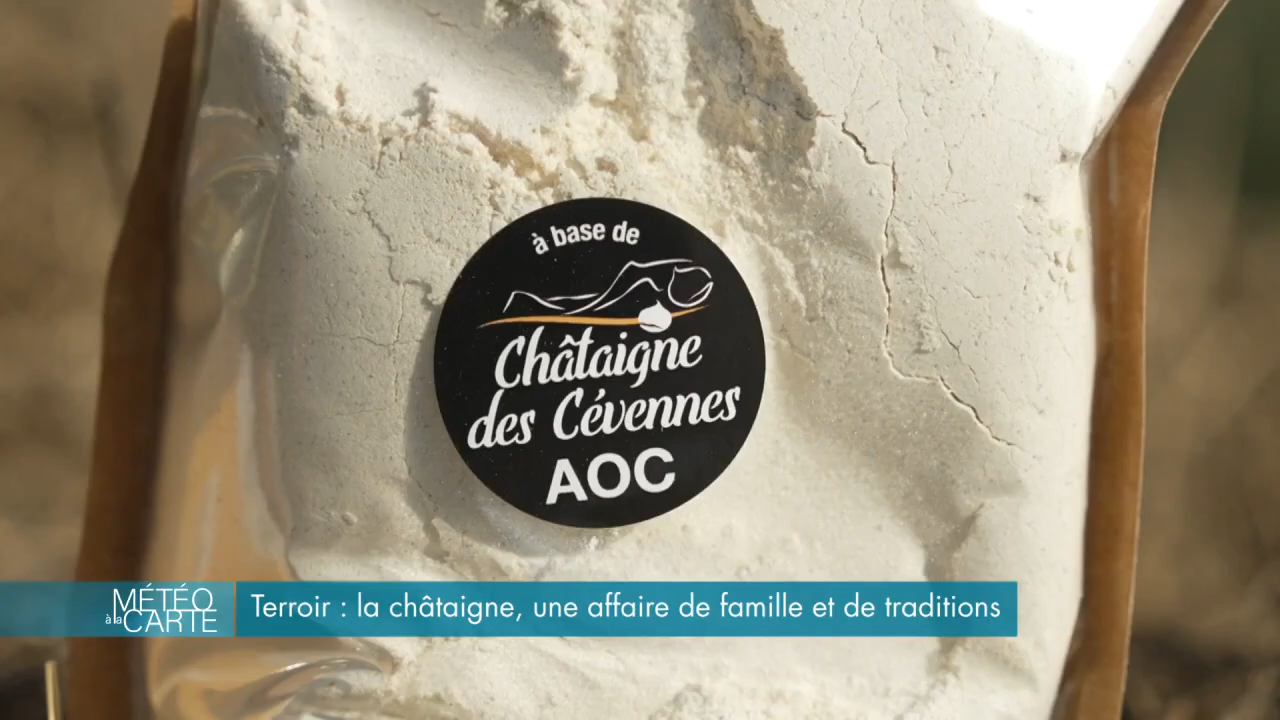 à base de
Châtaigne
des Cévennes
AOC
MÉTÉO
à la CARTE
Terroir : la châtaigne, une affaire de famille et de traditions